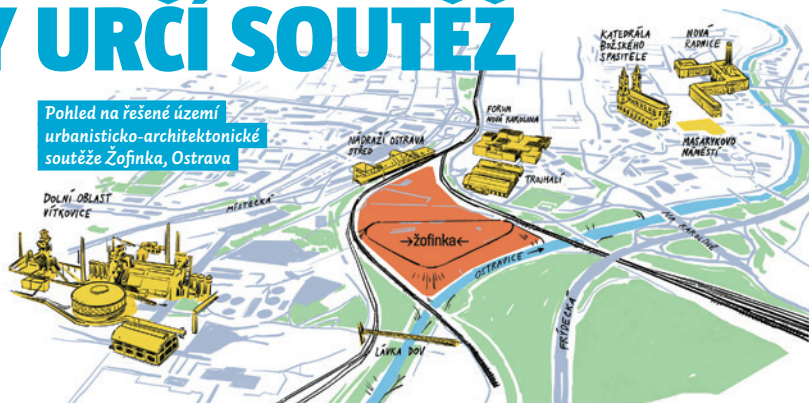 Y URČÍ SOUTĚŽ
Pohled na řešené území
urbanisticko-architektonické
soutěže Žofinka, Ostrava
KATEDRÁLA
BOŽSKÉHO
SPASITELE
NOVÁ
RADNICE
MASARYKOVO
NÁMĚSTÍ
FORUM
NOVÁ KAROLINA
TROJHALÍ
NÁDRAŽÍ OSTRAVA
STŘED
DOLNÍ OBLAST
VÍTKOVICE
MÍSTECKÁ
→žofinka←
OSTRAVICE →
NA KAROLINĚ
FRÝDECKÁ
LÁVKA DOV